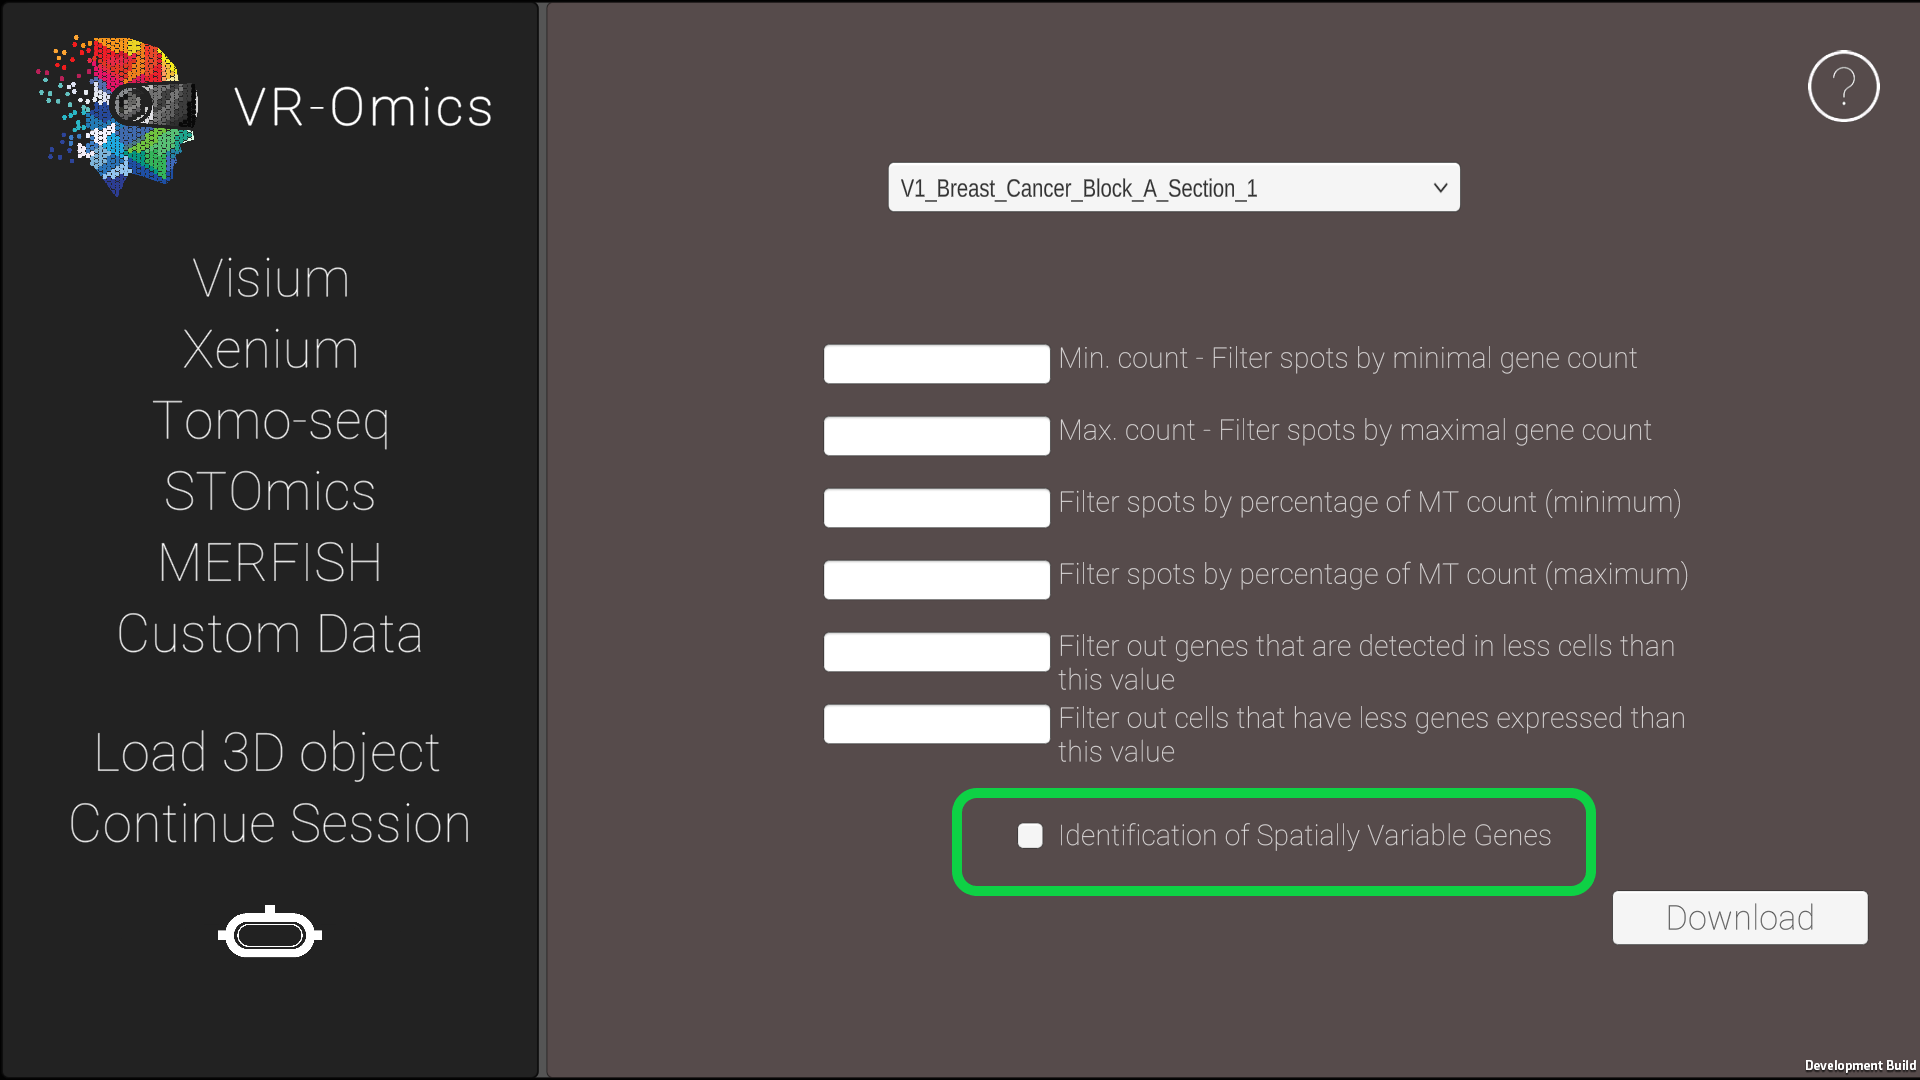 VR-Omics
Visium
Xenium
Tomo-seq
STOmics
MERFISH
Custom Data
Load 3D object
Continue Session
?
V1_Breast_Cancer_Block_A_Section_1
Min. count - Filter spots by minimal gene count
Max. count - Filter spots by maximal gene count
Filter spots by percentage of MT count (minimum)
Filter spots by percentage of MT count (maximum)
Filter out genes that are detected in less cells than
this value
Filter out cells that have less genes expressed than
this value
Identification of Spatially Variable Genes
Download
Development Build